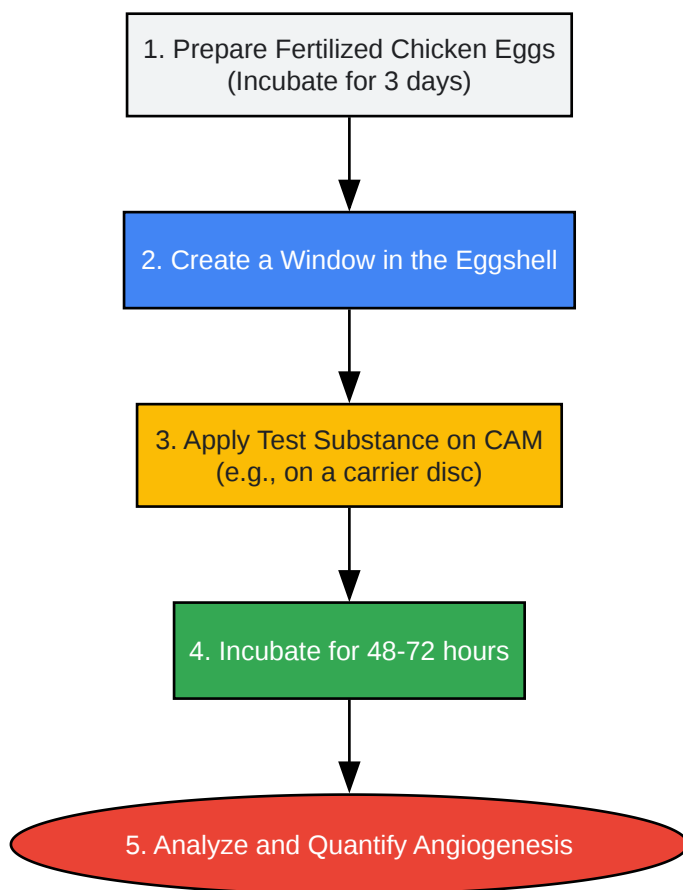 1. Prepare Fertilized Chicken Eggs
(Incubate for 3 days)
2. Create a Window in the Eggshell
3. Apply Test Substance on CAM
(e.g., on a carrier disc)
4. Incubate for 48-72 hours
5. Analyze and Quantify Angiogenesis